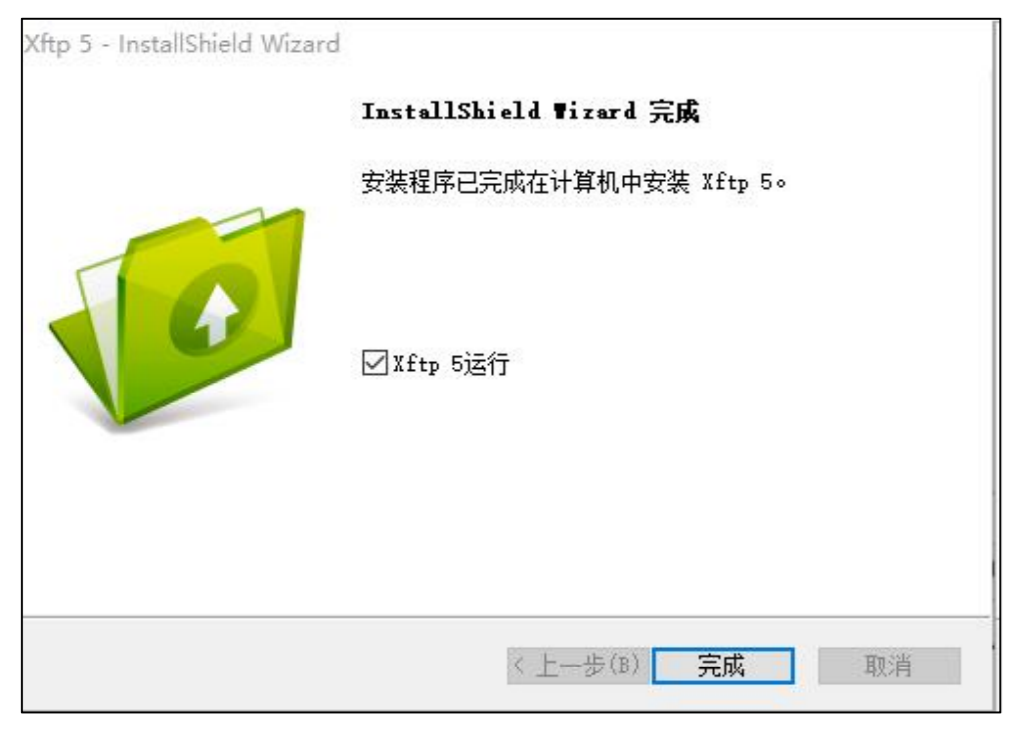 Xftp 5 - InstallShield Wizard
InstallShield Wizard 完成
安装程序已完成在计算机中安装 Xftp 5。
Xftp 5运行
< 上一步(B)
完成
取消